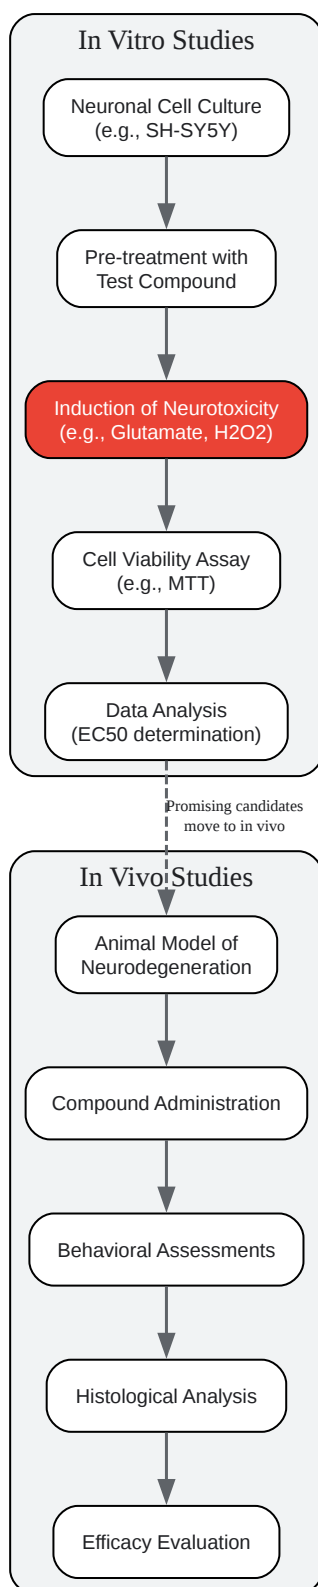 In Vitro Studies
Neuronal Cell Culture
(e.g., SH-SY5Y)
Pre-treatment with
Test Compound
Induction of Neurotoxicity
(e.g., Glutamate, H2O2)
Cell Viability Assay
(e.g., MTT)
Data Analysis
(EC50 determination)
Promising candidates
move to in vivo
In Vivo Studies
Animal Model of
Neurodegeneration
Compound Administration
Behavioral Assessments
Histological Analysis
Efficacy Evaluation